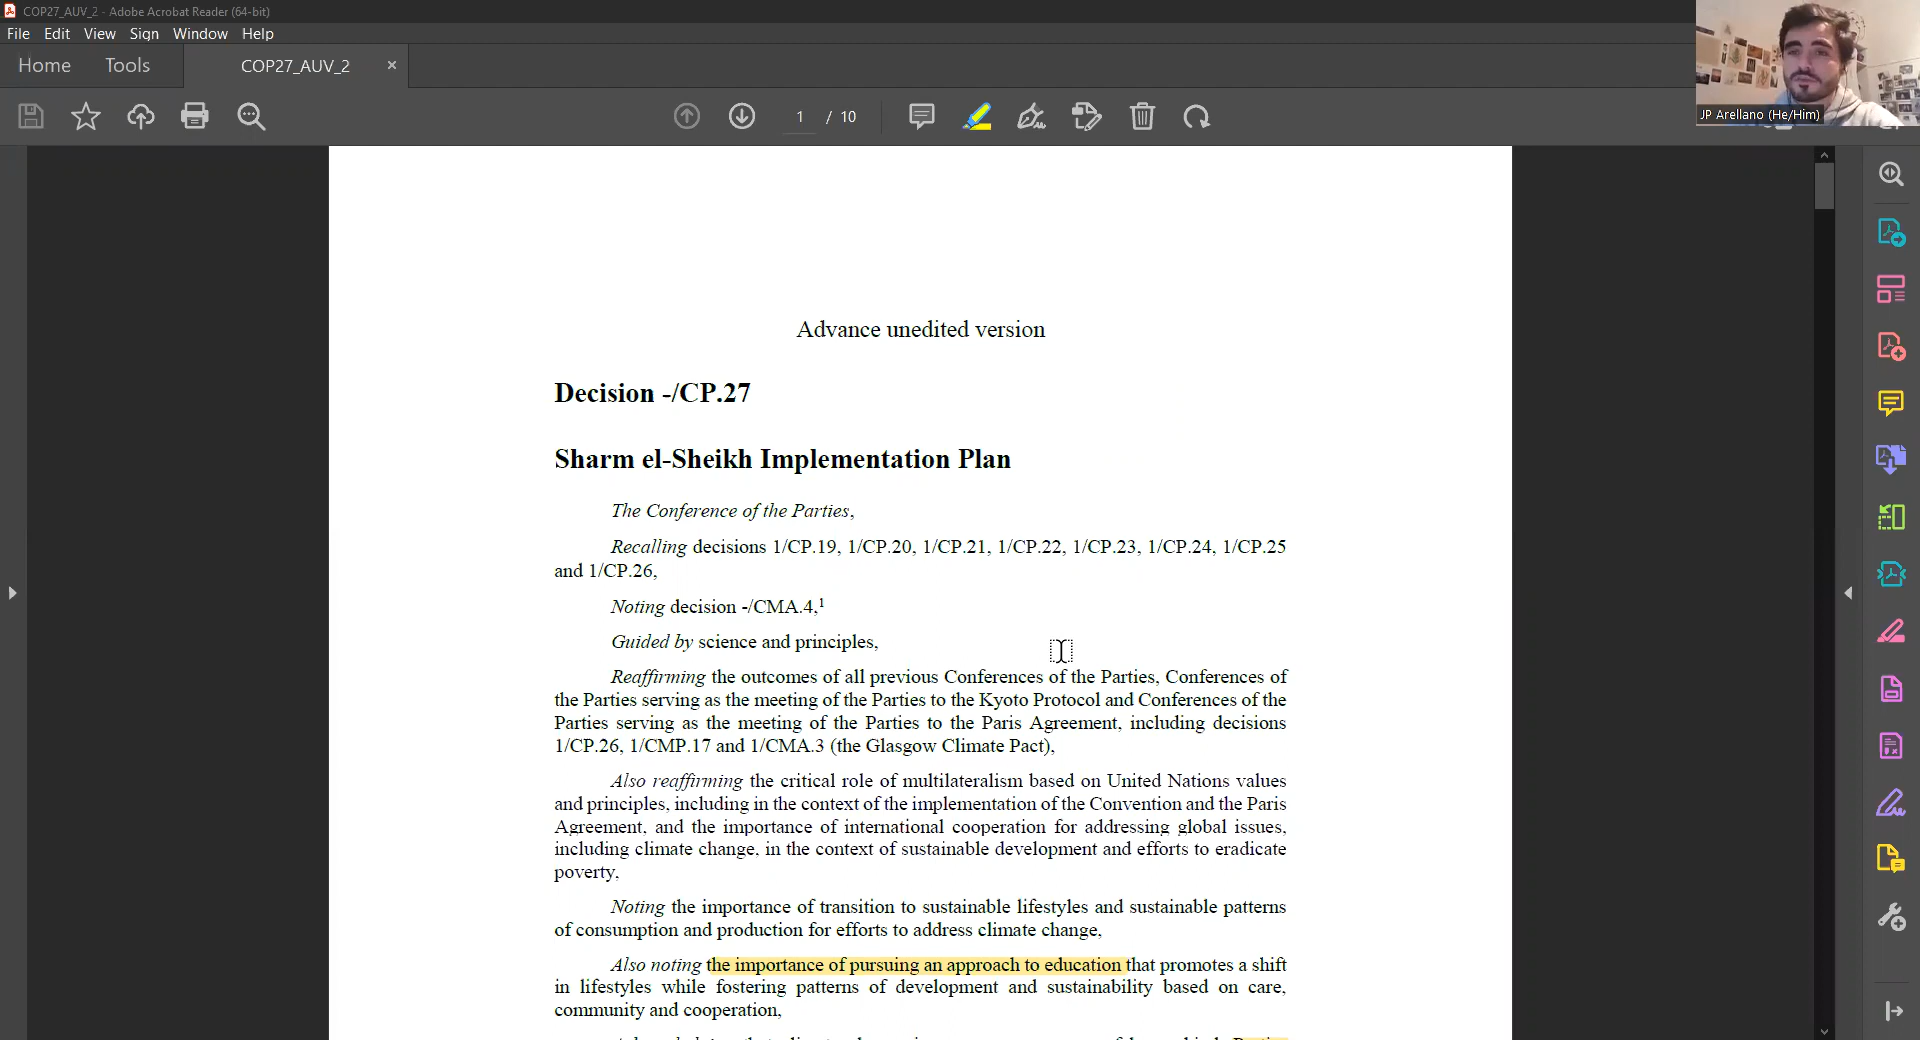 COP27_AUV_2 - Adobe Acrobat Reader (64-bit)
File Edit View Sign Window Help
Home Tools COP27_AUV_2 ×
1 / 10
JP Arellano (He/Him)
Advance unedited version
Decision -/CP.27
Sharm el-Sheikh Implementation Plan
The Conference of the Parties,
Recalling decisions 1/CP.19, 1/CP.20, 1/CP.21, 1/CP.22, 1/CP.23, 1/CP.24, 1/CP.25
and 1/CP.26,
Noting decision -/CMA.4,¹
Guided by science and principles,
Reaffirming the outcomes of all previous Conferences of the Parties, Conferences of
the Parties serving as the meeting of the Parties to the Kyoto Protocol and Conferences of the
Parties serving as the meeting of the Parties to the Paris Agreement, including decisions
1/CP.26, 1/CMP.17 and 1/CMA.3 (the Glasgow Climate Pact),
Also reaffirming the critical role of multilateralism based on United Nations values
and principles, including in the context of the implementation of the Convention and the Paris
Agreement, and the importance of international cooperation for addressing global issues,
including climate change, in the context of sustainable development and efforts to eradicate
poverty,
Noting the importance of transition to sustainable lifestyles and sustainable patterns
of consumption and production for efforts to address climate change,
Also noting the importance of pursuing an approach to education that promotes a shift
in lifestyles while fostering patterns of development and sustainability based on care,
community and cooperation,